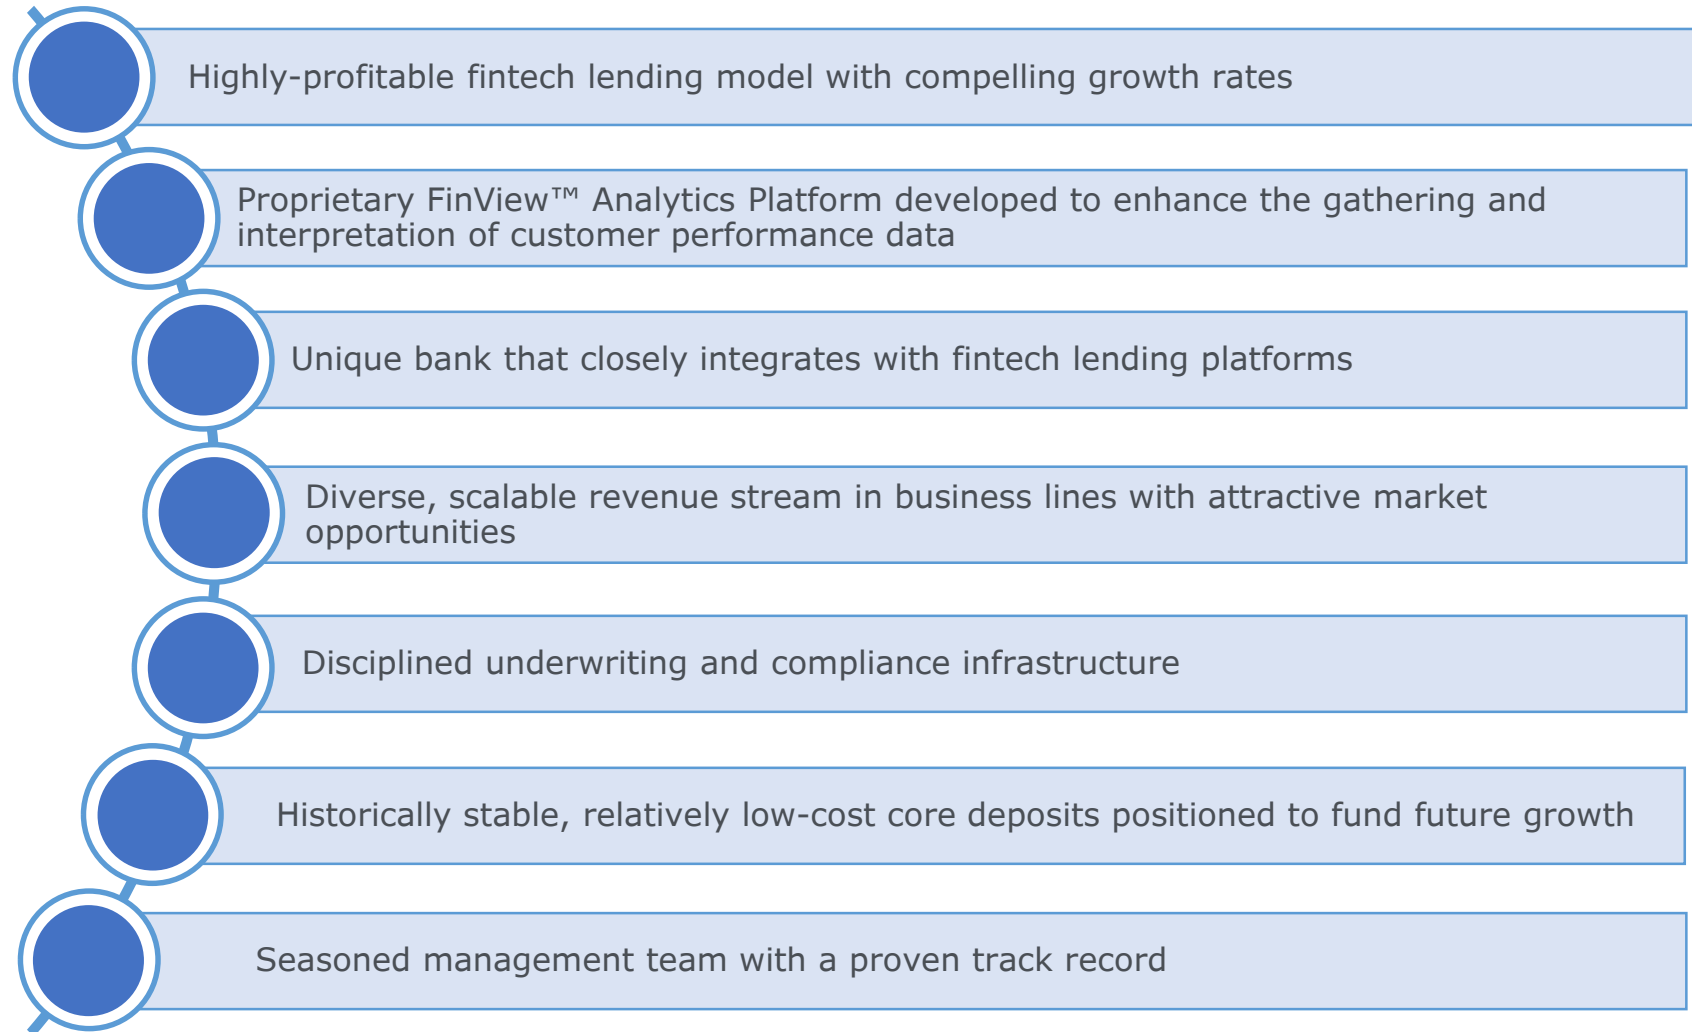 Highly-profitable fintech lending model with compelling growth rates
Proprietary FinView™ Analytics Platform developed to enhance the gathering and
interpretation of customer performance data
Unique bank that closely integrates with fintech lending platforms
Diverse, scalable revenue stream in business lines with attractive market
opportunities
Disciplined underwriting and compliance infrastructure
Historically stable, relatively low-cost core deposits positioned to fund future growth
Seasoned management team with a proven track record